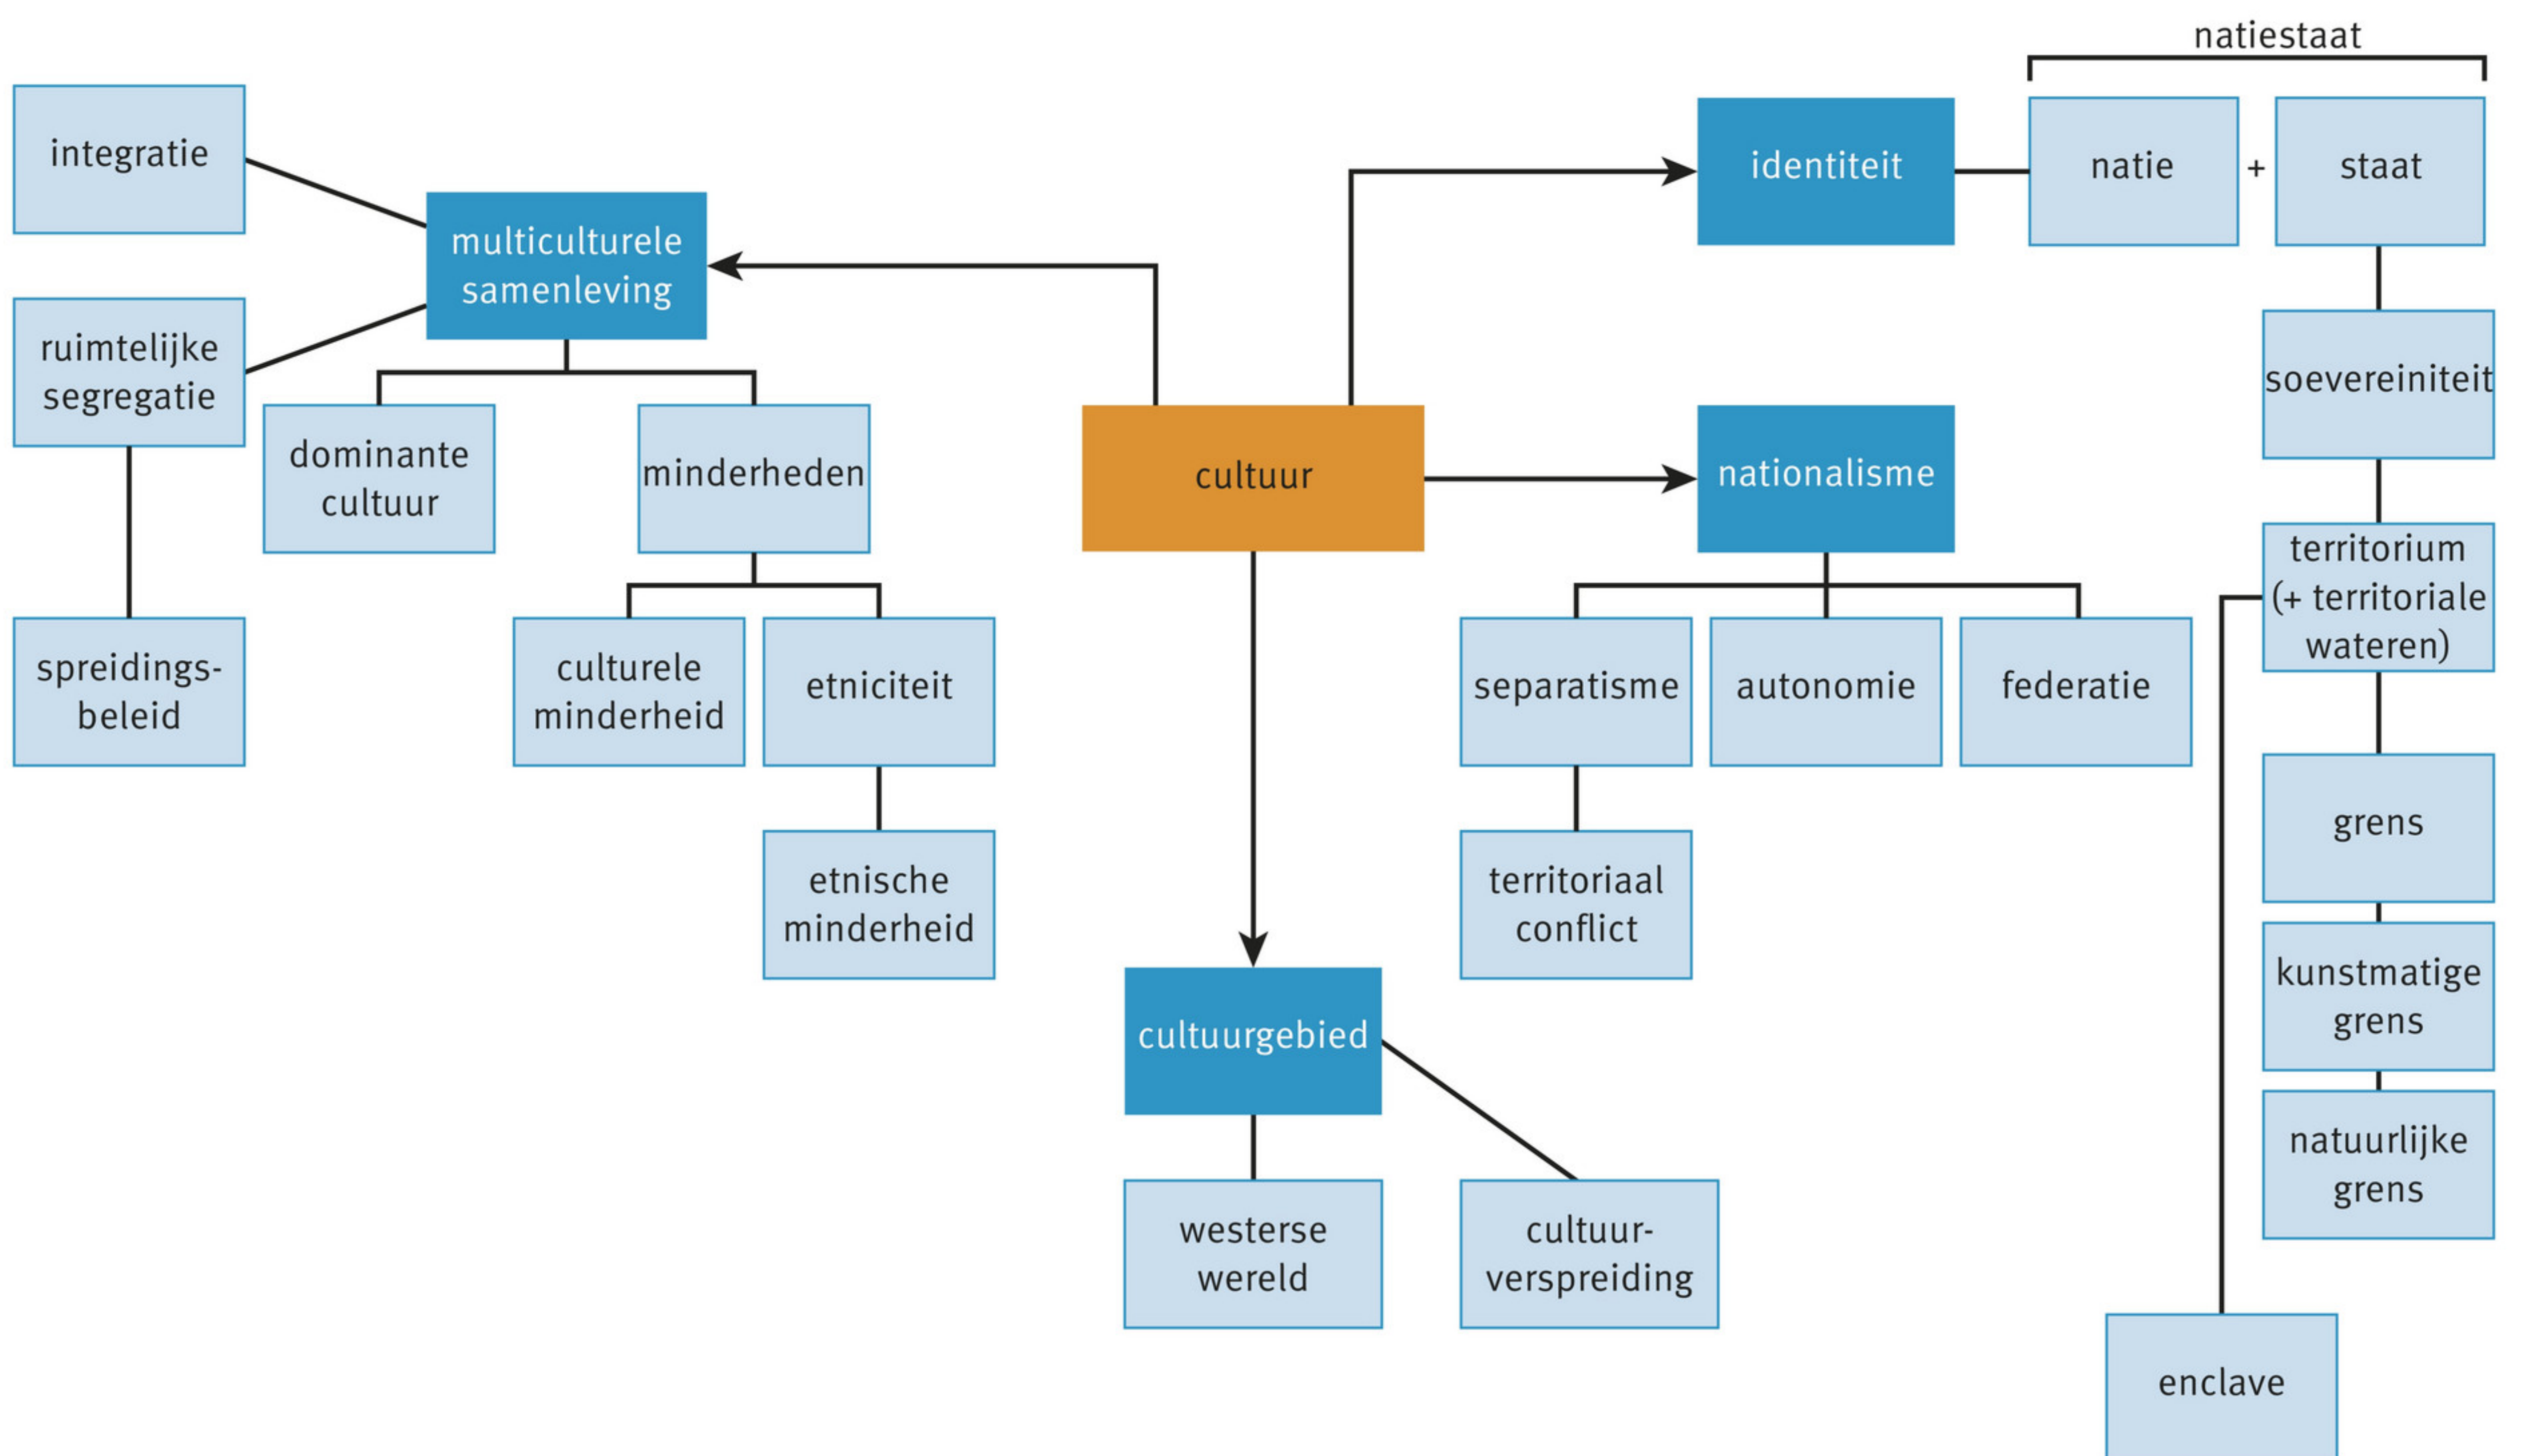 natiestaat
integratie
identiteit
natie
+
staat
multiculturele
samenleving
ruimtelijke
segregatie
soevereiniteit
dominante
cultuur
minderheden
cultuur
nationalisme
territorium
(+ territoriale
wateren)
spreidings-
beleid
culturele
minderheid
etniciteit
separatisme
autonomie
federatie
grens
etnische
minderheid
territoriaal
conflict
kunstmatige
grens
cultuurgebied
natuurlijke
grens
westerse
wereld
cultuur-
verspreiding
enclave